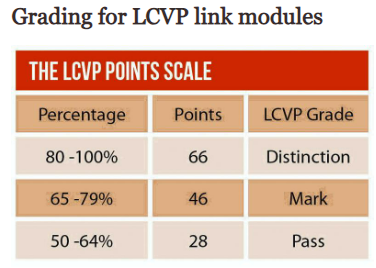 Grading for LCVP link modules
THE LCVP POINTS SCALE
Percentage Points LCVP Grade
80 -100% 66 Distinction
65 -79% 46 Mark
50 -64% 28 Pass